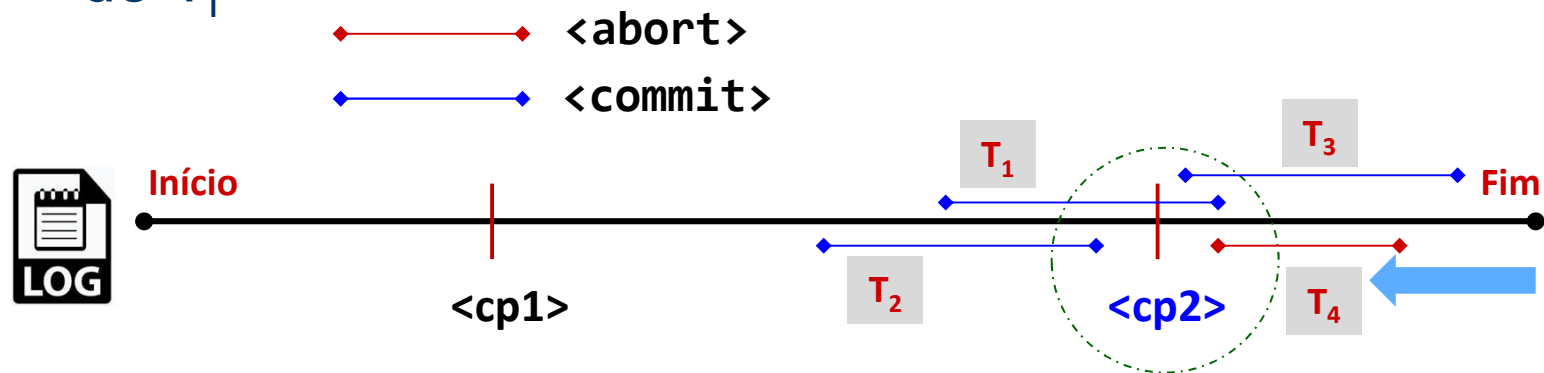 <abort>
<commit>
T1
T3
Início
Fim
LOG
<cp1>
T2
<cp2>
T4